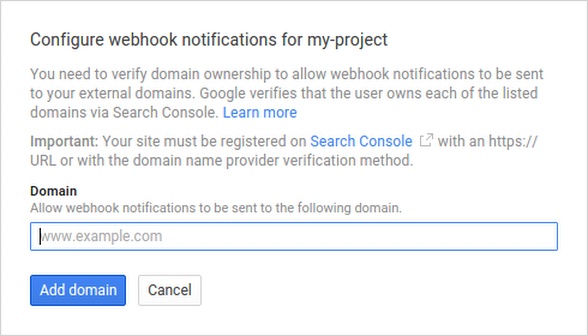 Configure webhook notifications for my-project
You need to verify domain ownership to allow webhook notifications to be sent
to your external domains. Google verifies that the user owns each of the listed
domains via Search Console. Learn more
Important: Your site must be registered on Search Console with an https://
URL or with the domain name provider verification method.
Domain
Allow webhook notifications to be sent to the following domain.
www.example.com
Add domain Cancel